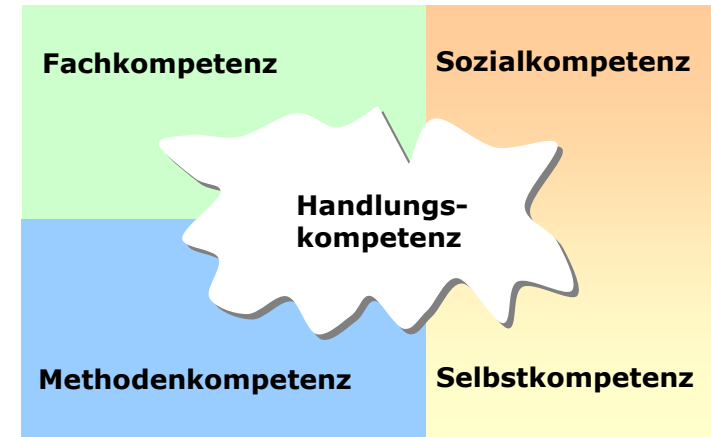 Fachkompetenz
Sozialkompetenz
Handlungs-
kompetenz
Methodenkompetenz
Selbstkompetenz